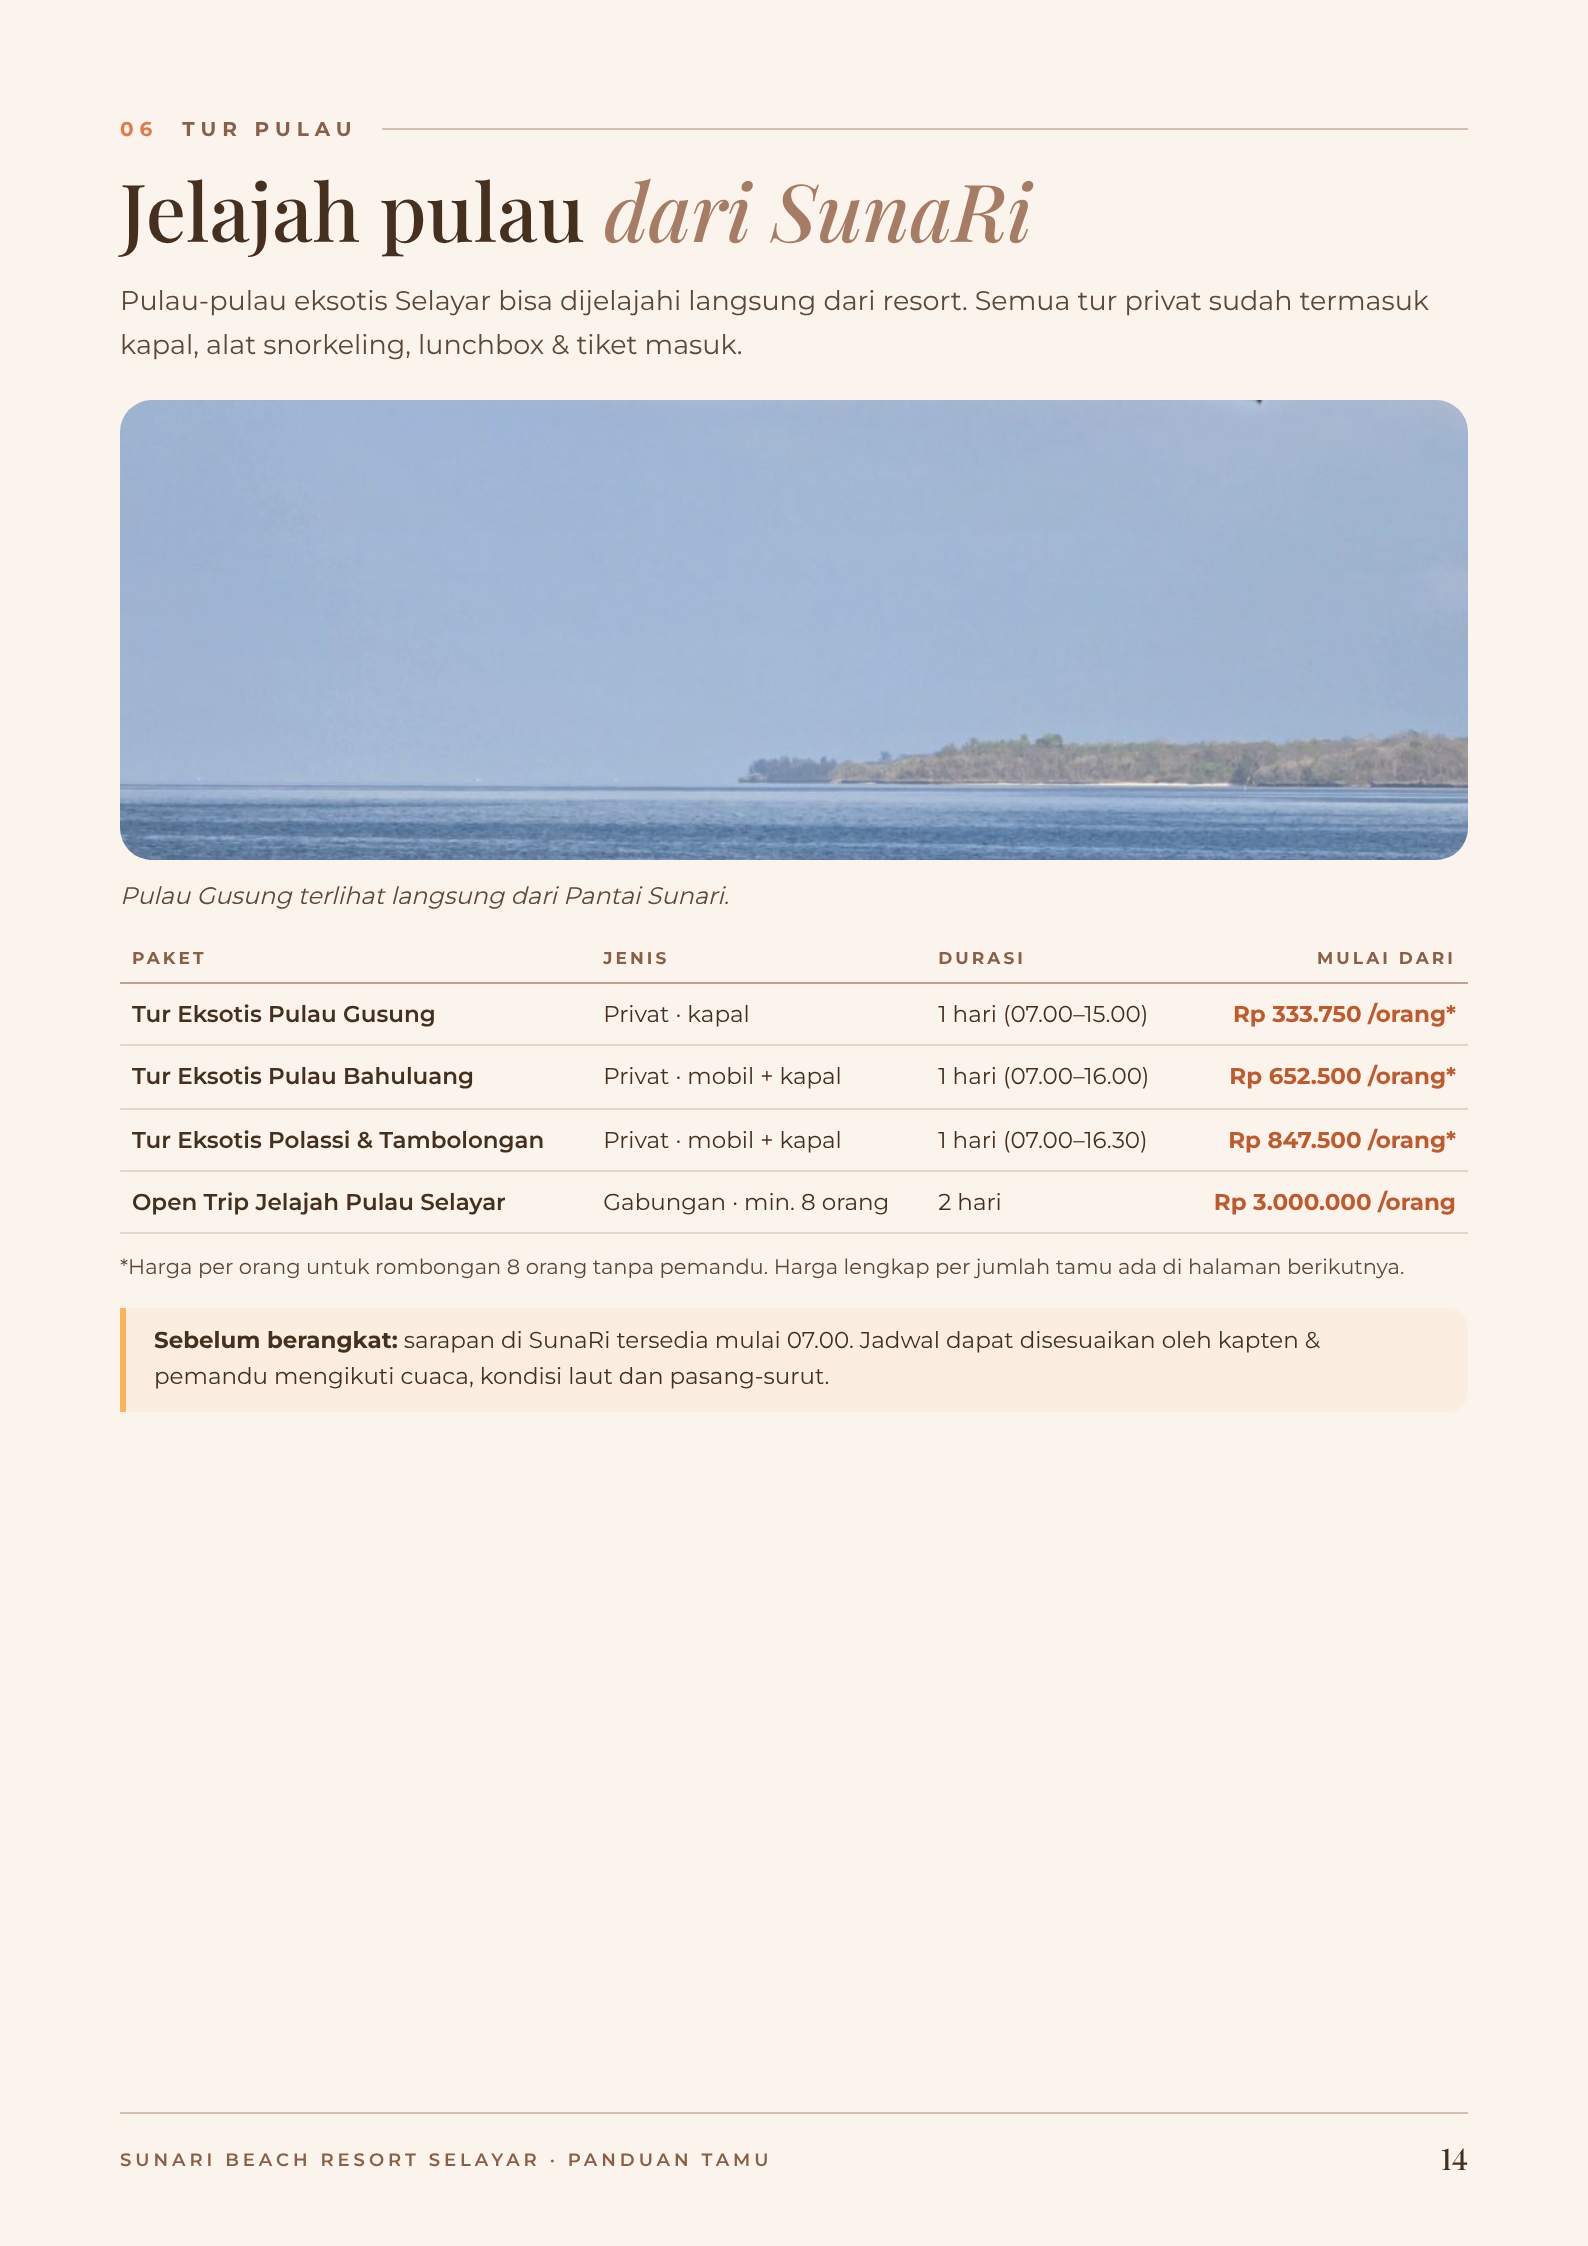 06 TUR PULAU
Jelajah pulau dari SunaRi
Pulau-pulau eksotis Selayar bisa dijelajahi langsung dari resort. Semua tur privat sudah termasuk
kapal, alat snorkeling, lunchbox & tiket masuk.
Pulau Gusung terlihat langsung dari Pantai Sunari.
PAKET JENIS DURASI MULAI DARI
Tur Eksotis Pulau Gusung Privat · kapal 1 hari (07.00–15.00) Rp 333.750 /orang*
Tur Eksotis Pulau Bahuluang Privat · mobil + kapal 1 hari (07.00–16.00) Rp 652.500 /orang*
Tur Eksotis Polassi & Tambolongan Privat · mobil + kapal 1 hari (07.00–16.30) Rp 847.500 /orang*
Open Trip Jelajah Pulau Selayar Gabungan · min. 8 orang 2 hari Rp 3.000.000 /orang
*Harga per orang untuk rombongan 8 orang tanpa pemandu. Harga lengkap per jumlah tamu ada di halaman berikutnya.
Sebelum berangkat: sarapan di SunaRi tersedia mulai 07.00. Jadwal dapat disesuaikan oleh kapten &
pemandu mengikuti cuaca, kondisi laut dan pasang-surut.
SUNARI BEACH RESORT SELAYAR · PANDUAN TAMU 14